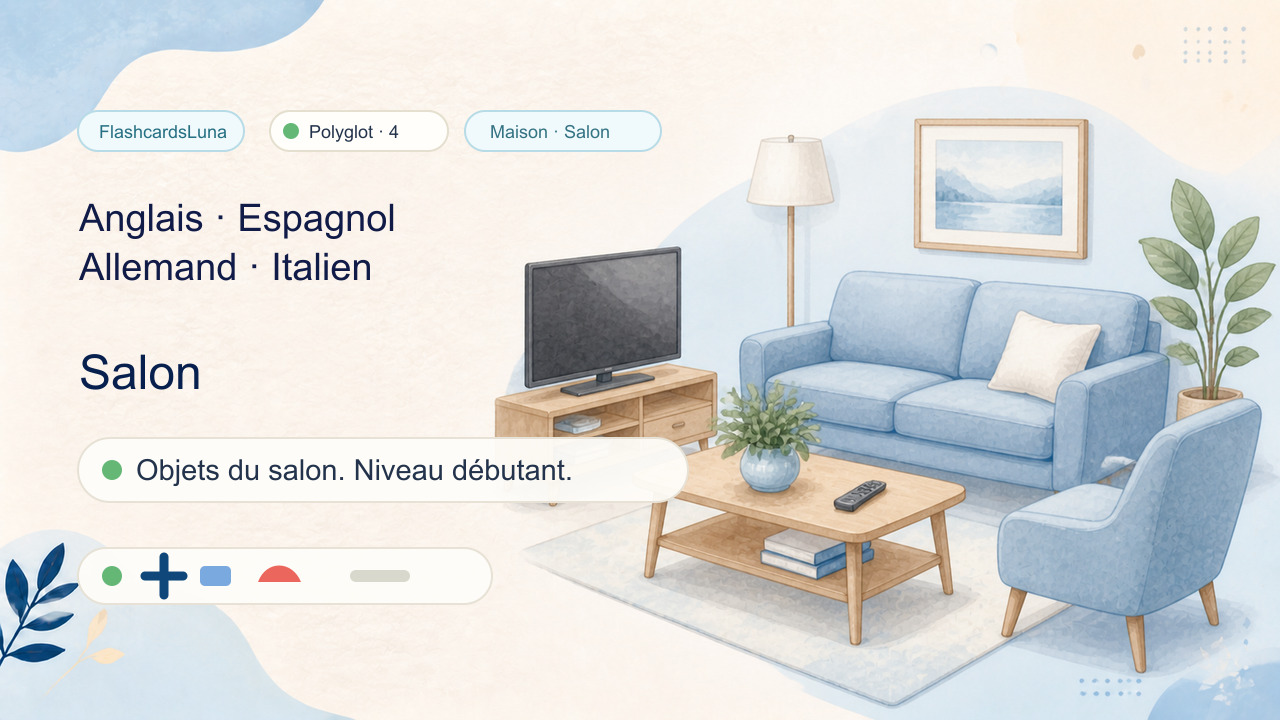 FlashcardsLuna
Polyglot · 4
Maison · Salon
Anglais · Espagnol
Allemand · Italien
Salon
Objets du salon. Niveau débutant.